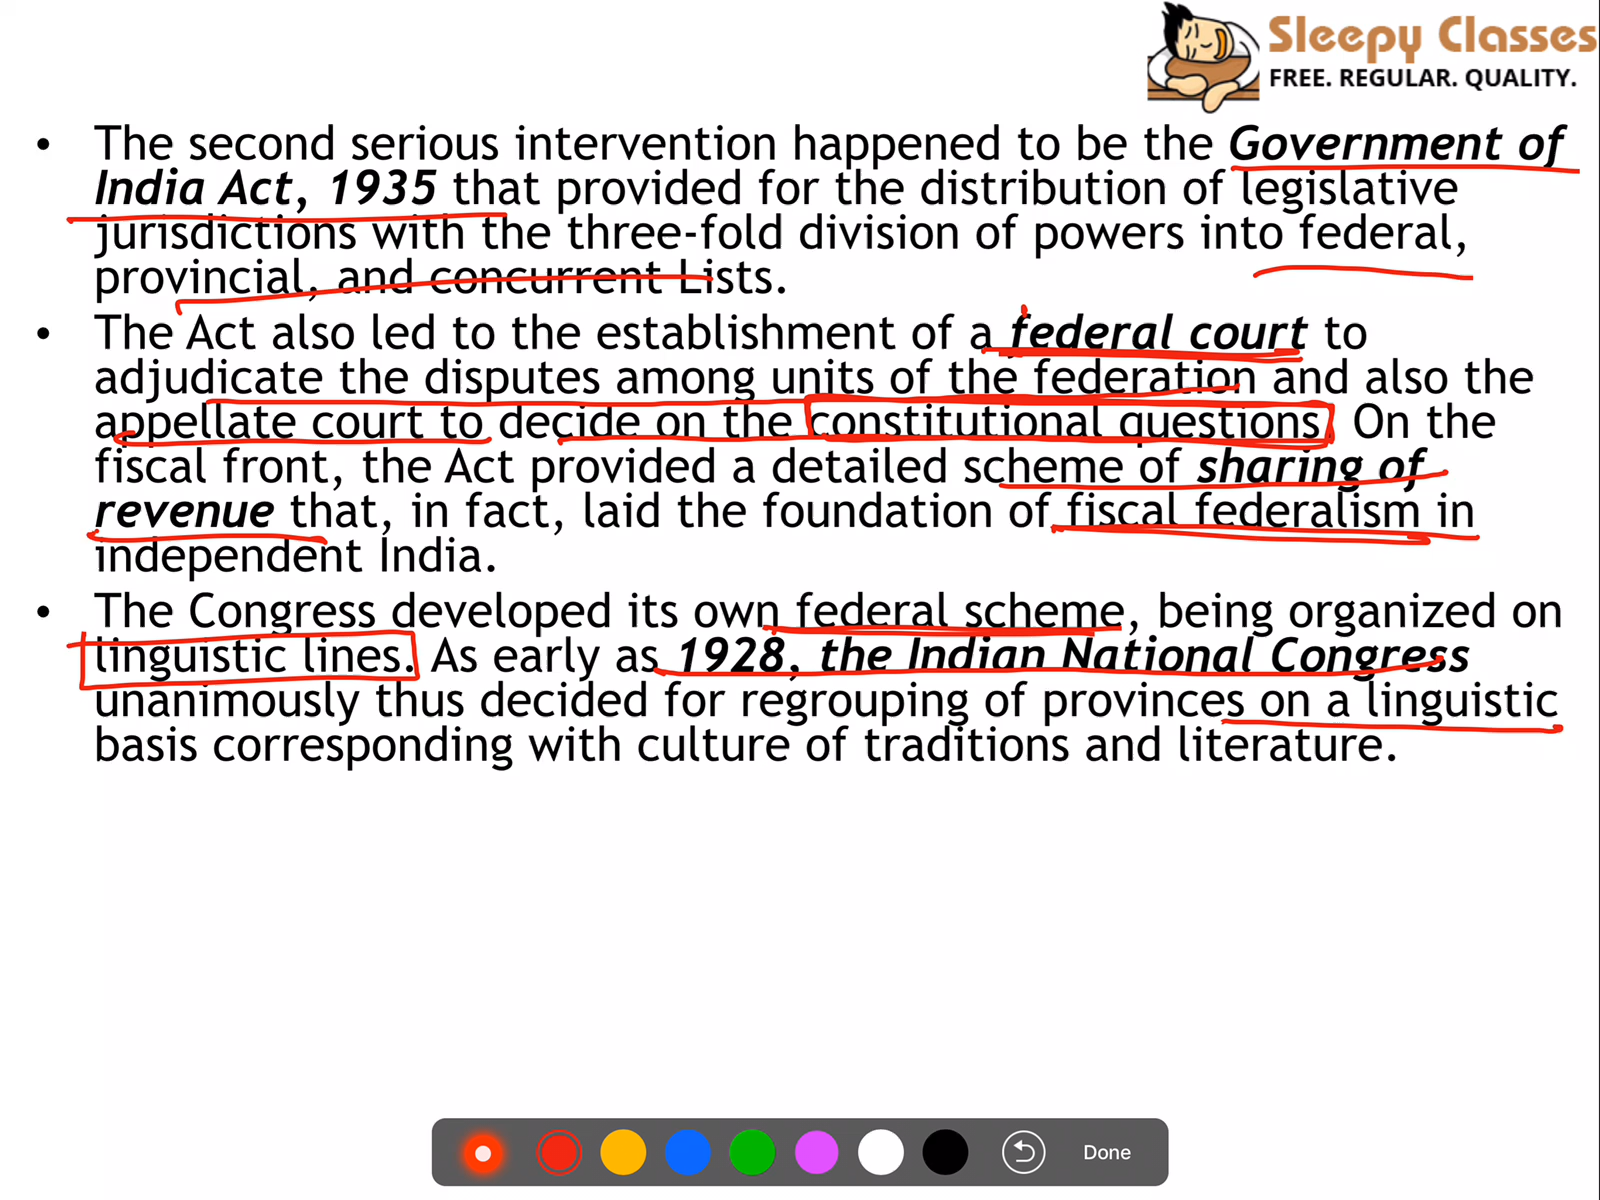 Sleepy Classes
FREE. REGULAR. QUALITY.
• The second serious intervention happened to be the Government of
India Act, 1935 that provided for the distribution of legislative
jurisdictions with the three-fold division of powers into federal,
provincial, and concurrent Lists.
• The Act also led to the establishment of a federal court to
adjudicate the disputes among units of the federation and also the
appellate court to decide on the constitutional questions. On the
fiscal front, the Act provided a detailed scheme of sharing of
revenue that, in fact, laid the foundation of fiscal federalism in
independent India.
• The Congress developed its own federal scheme, being organized on
linguistic lines. As early as 1928, the Indian National Congress
unanimously thus decided for regrouping of provinces on a linguistic
basis corresponding with culture of traditions and literature.
Done